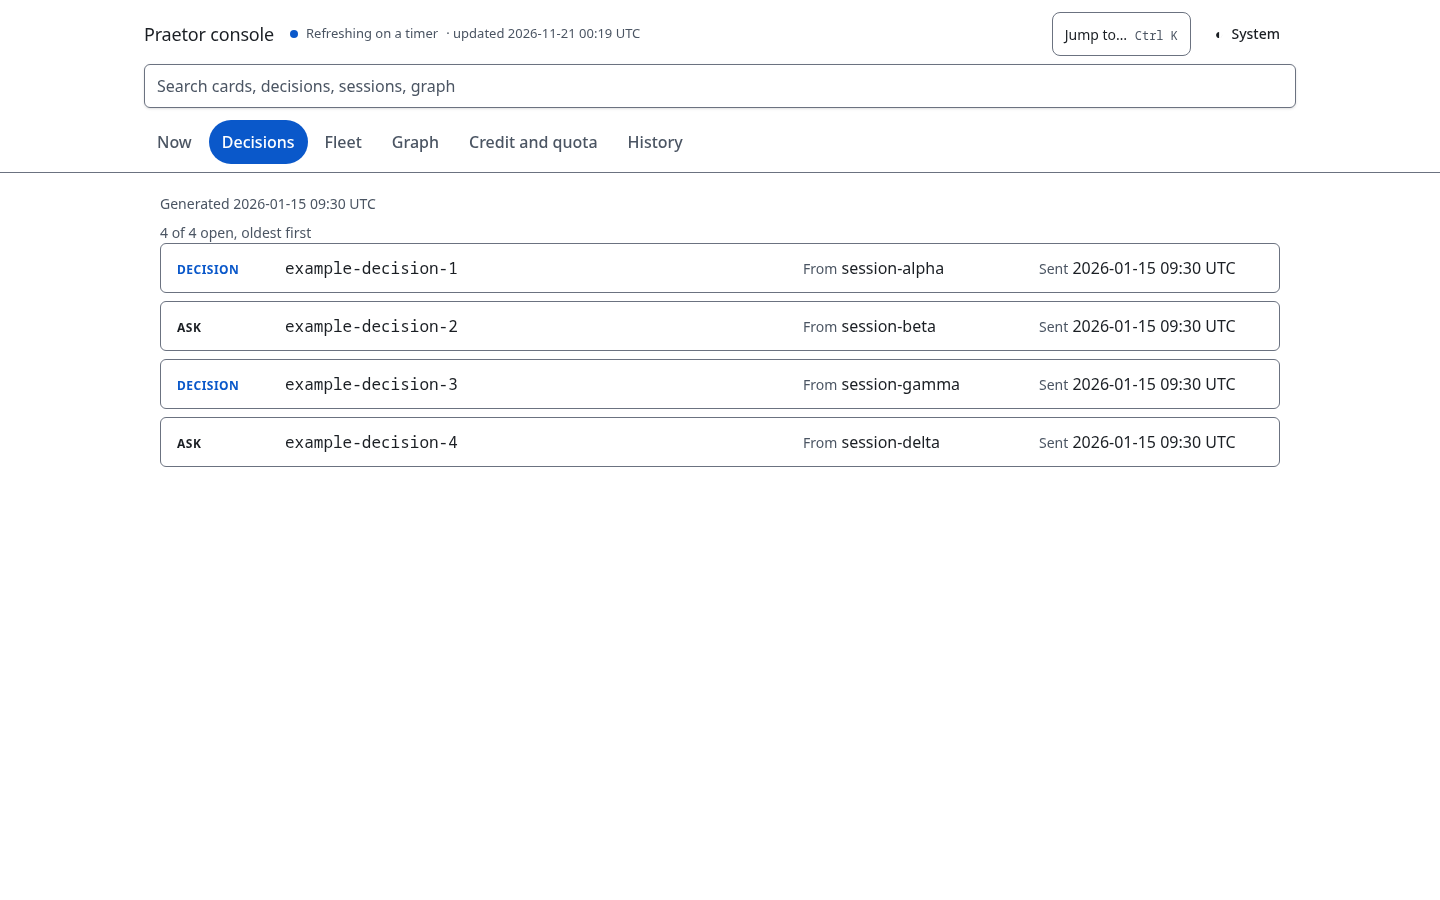 Praetor console Refreshing on a timer · updated 2026-11-21 00:19 UTC Jump to... Ctrl K System
Search cards, decisions, sessions, graph
Now Decisions Fleet Graph Credit and quota History
Generated 2026-01-15 09:30 UTC
4 of 4 open, oldest first
DECISION example-decision-1 From session-alpha Sent 2026-01-15 09:30 UTC
ASK example-decision-2 From session-beta Sent 2026-01-15 09:30 UTC
DECISION example-decision-3 From session-gamma Sent 2026-01-15 09:30 UTC
ASK example-decision-4 From session-delta Sent 2026-01-15 09:30 UTC